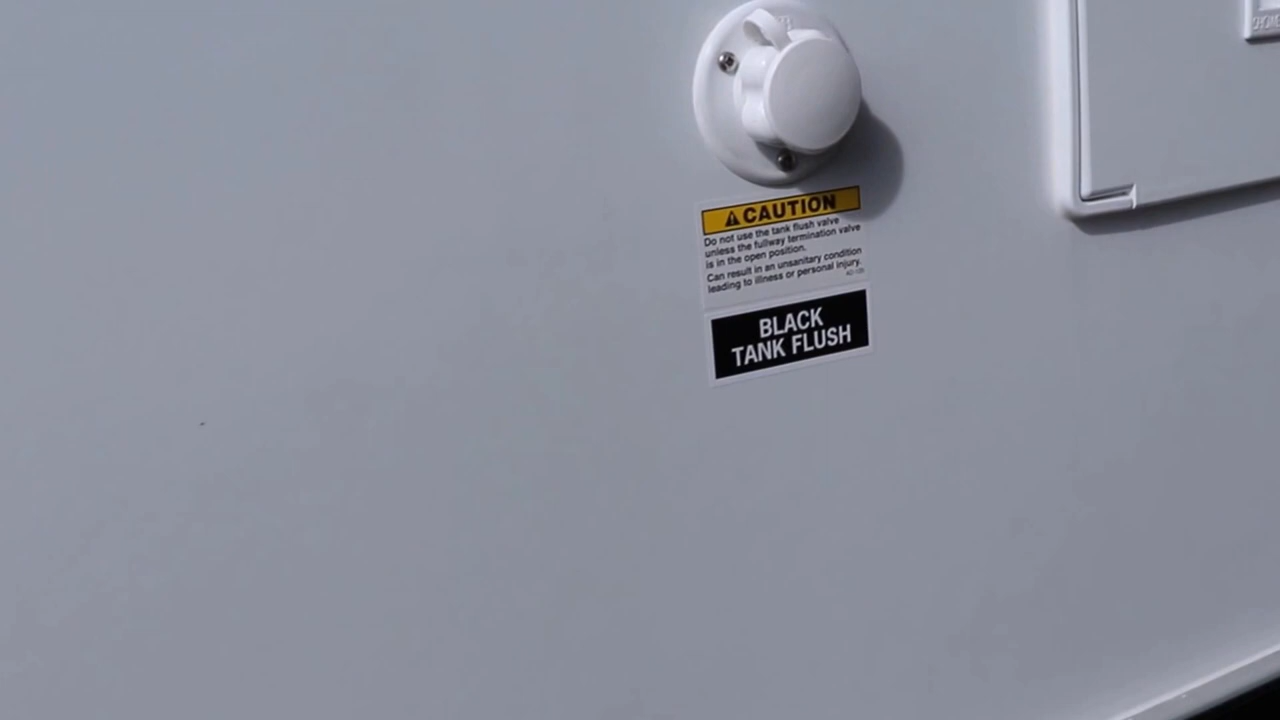 CAUTION
Do not use the tank flush valve
unless the fullway termination valve
is in the open position.
Can result in an unsanitary condition
leading to illness or personal injury.
BLACK
TANK FLUSH